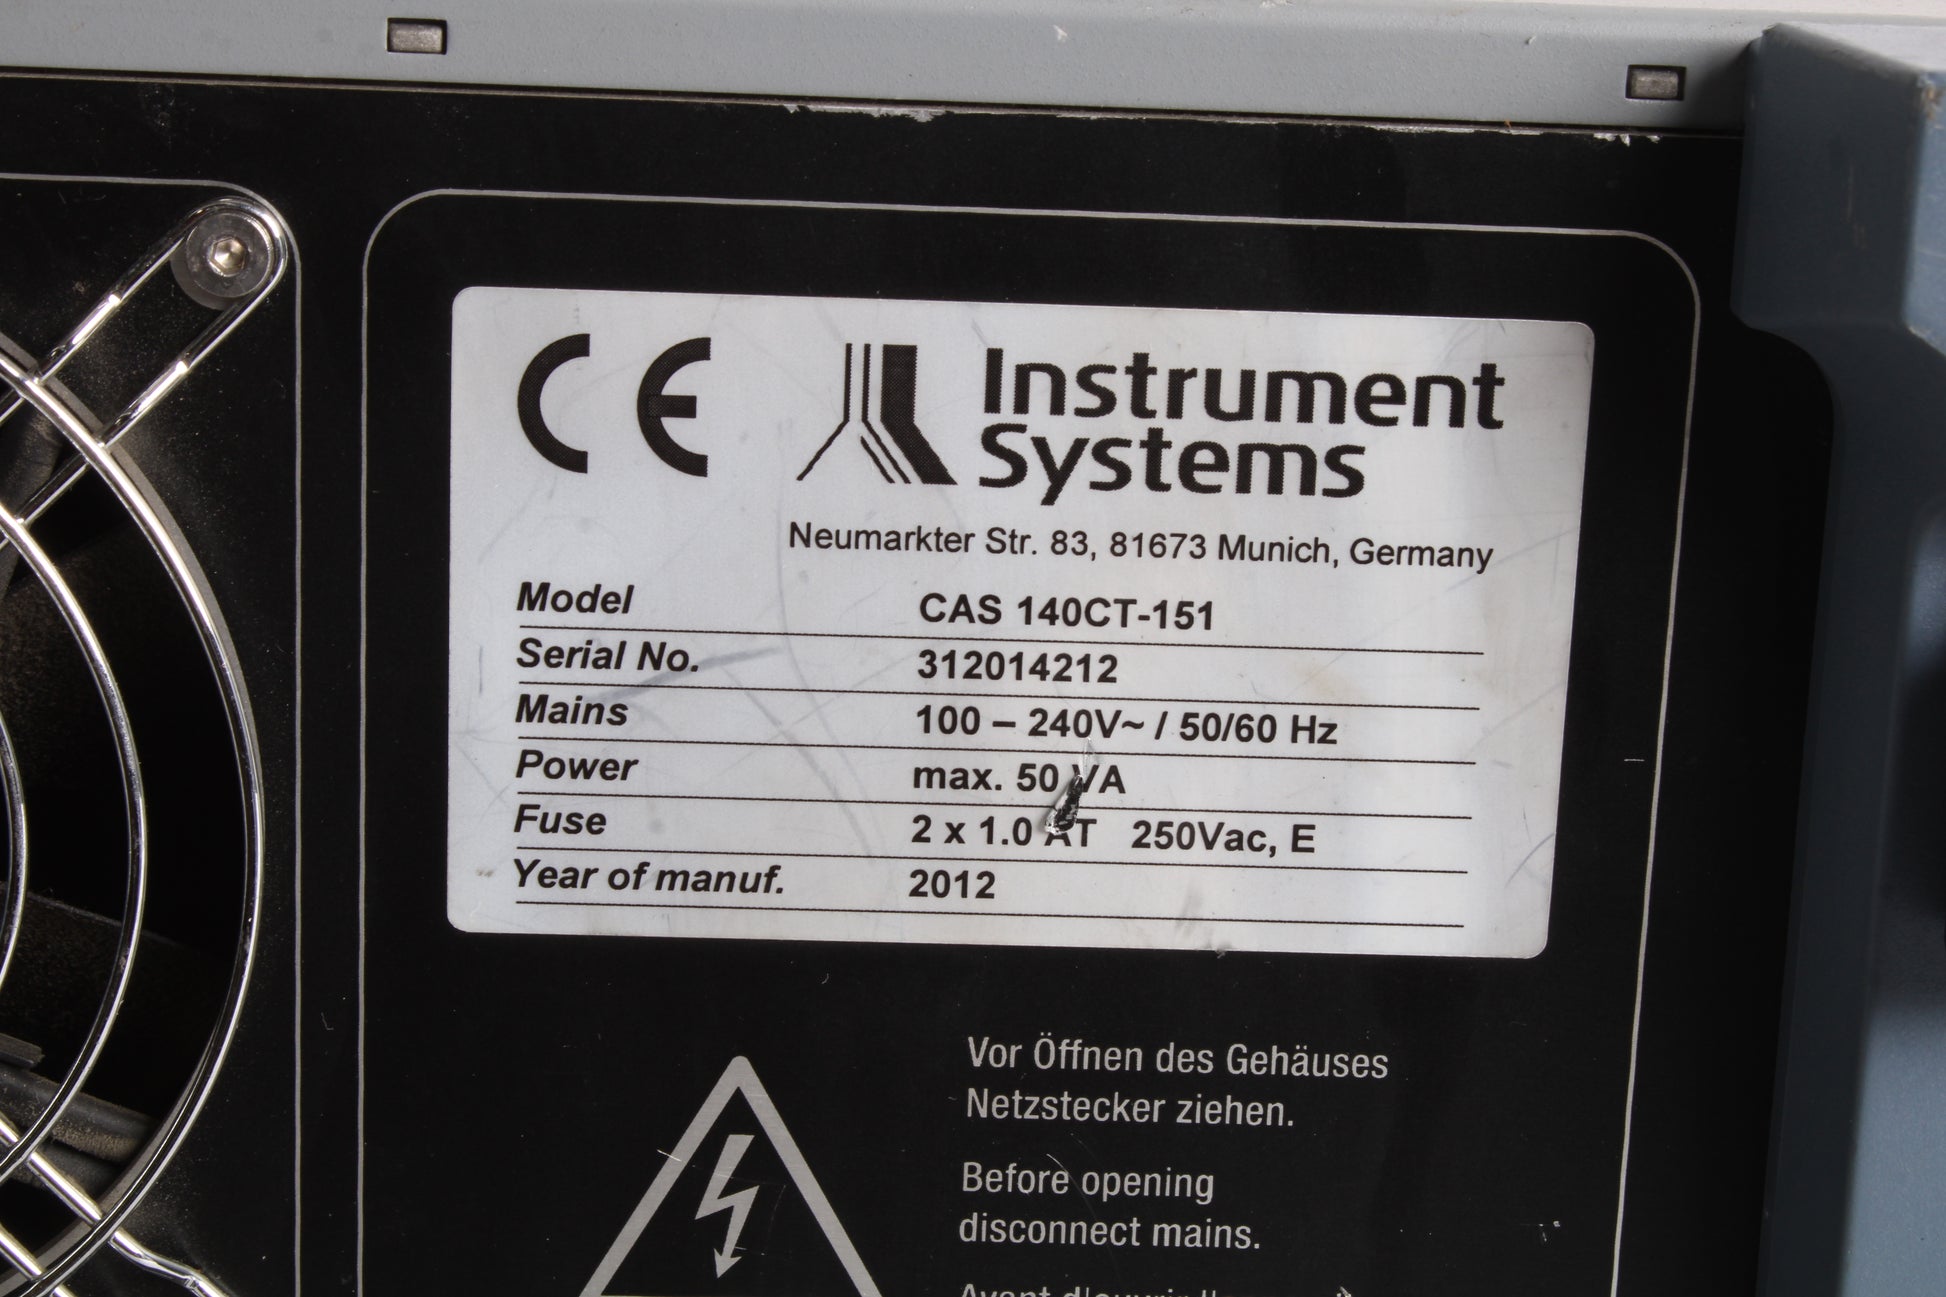 CE
Instrument
Systems
Neumarkter Str. 83, 81673 Munich, Germany
Model CAS 140CT-151
Serial No. 312014212
Mains 100 – 240V~ / 50/60 Hz
Power max. 50 VA
Fuse 2 x 1.0 AT 250Vac, E
Year of manuf. 2012
Vor Öffnen des Gehäuses
Netzstecker ziehen.
Before opening
disconnect mains.